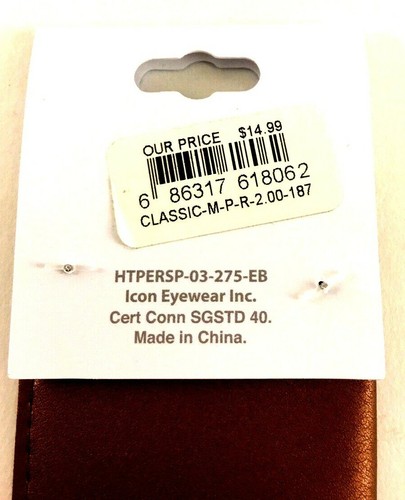 OUR PRICE $14.99
6 86317 618062
CLASSIC-M-P-R-2.00-187
HTPERSP-03-275-EB
Icon Eyewear Inc.
Cert Conn SGSTD 40.
Made in China.